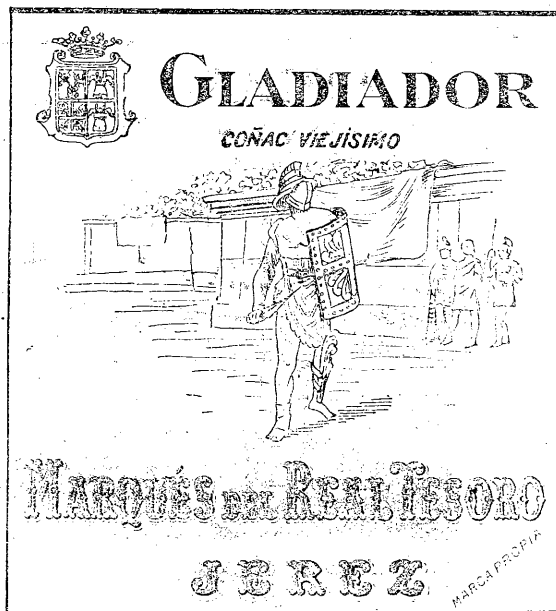 GLADIADOR
COÑAC VIEJÍSIMO
MARQUÉS DEL REAL TESORO
JEREZ
MARCA PROPIA